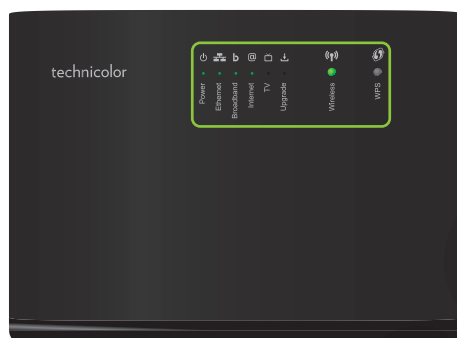 technicolor
Power
Ethernet
Broadband
Internet
TV
Upgrade
Wireless
WPS